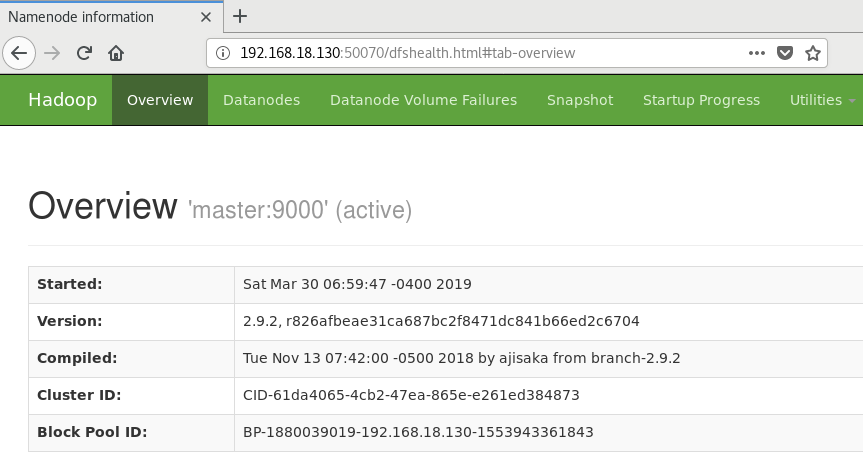 Namenode information
192.168.18.130:50070/dfshealth.html#tab-overview
Hadoop Overview Datanodes Datanode Volume Failures Snapshot Startup Progress Utilities
Overview 'master:9000' (active)
Started: Sat Mar 30 06:59:47 -0400 2019
Version: 2.9.2, r826afbeae31ca687bc2f8471dc841b66ed2c6704
Compiled: Tue Nov 13 07:42:00 -0500 2018 by ajisaka from branch-2.9.2
Cluster ID: CID-61da4065-4cb2-47ea-865e-e261ed384873
Block Pool ID: BP-1880039019-192.168.18.130-1553943361843